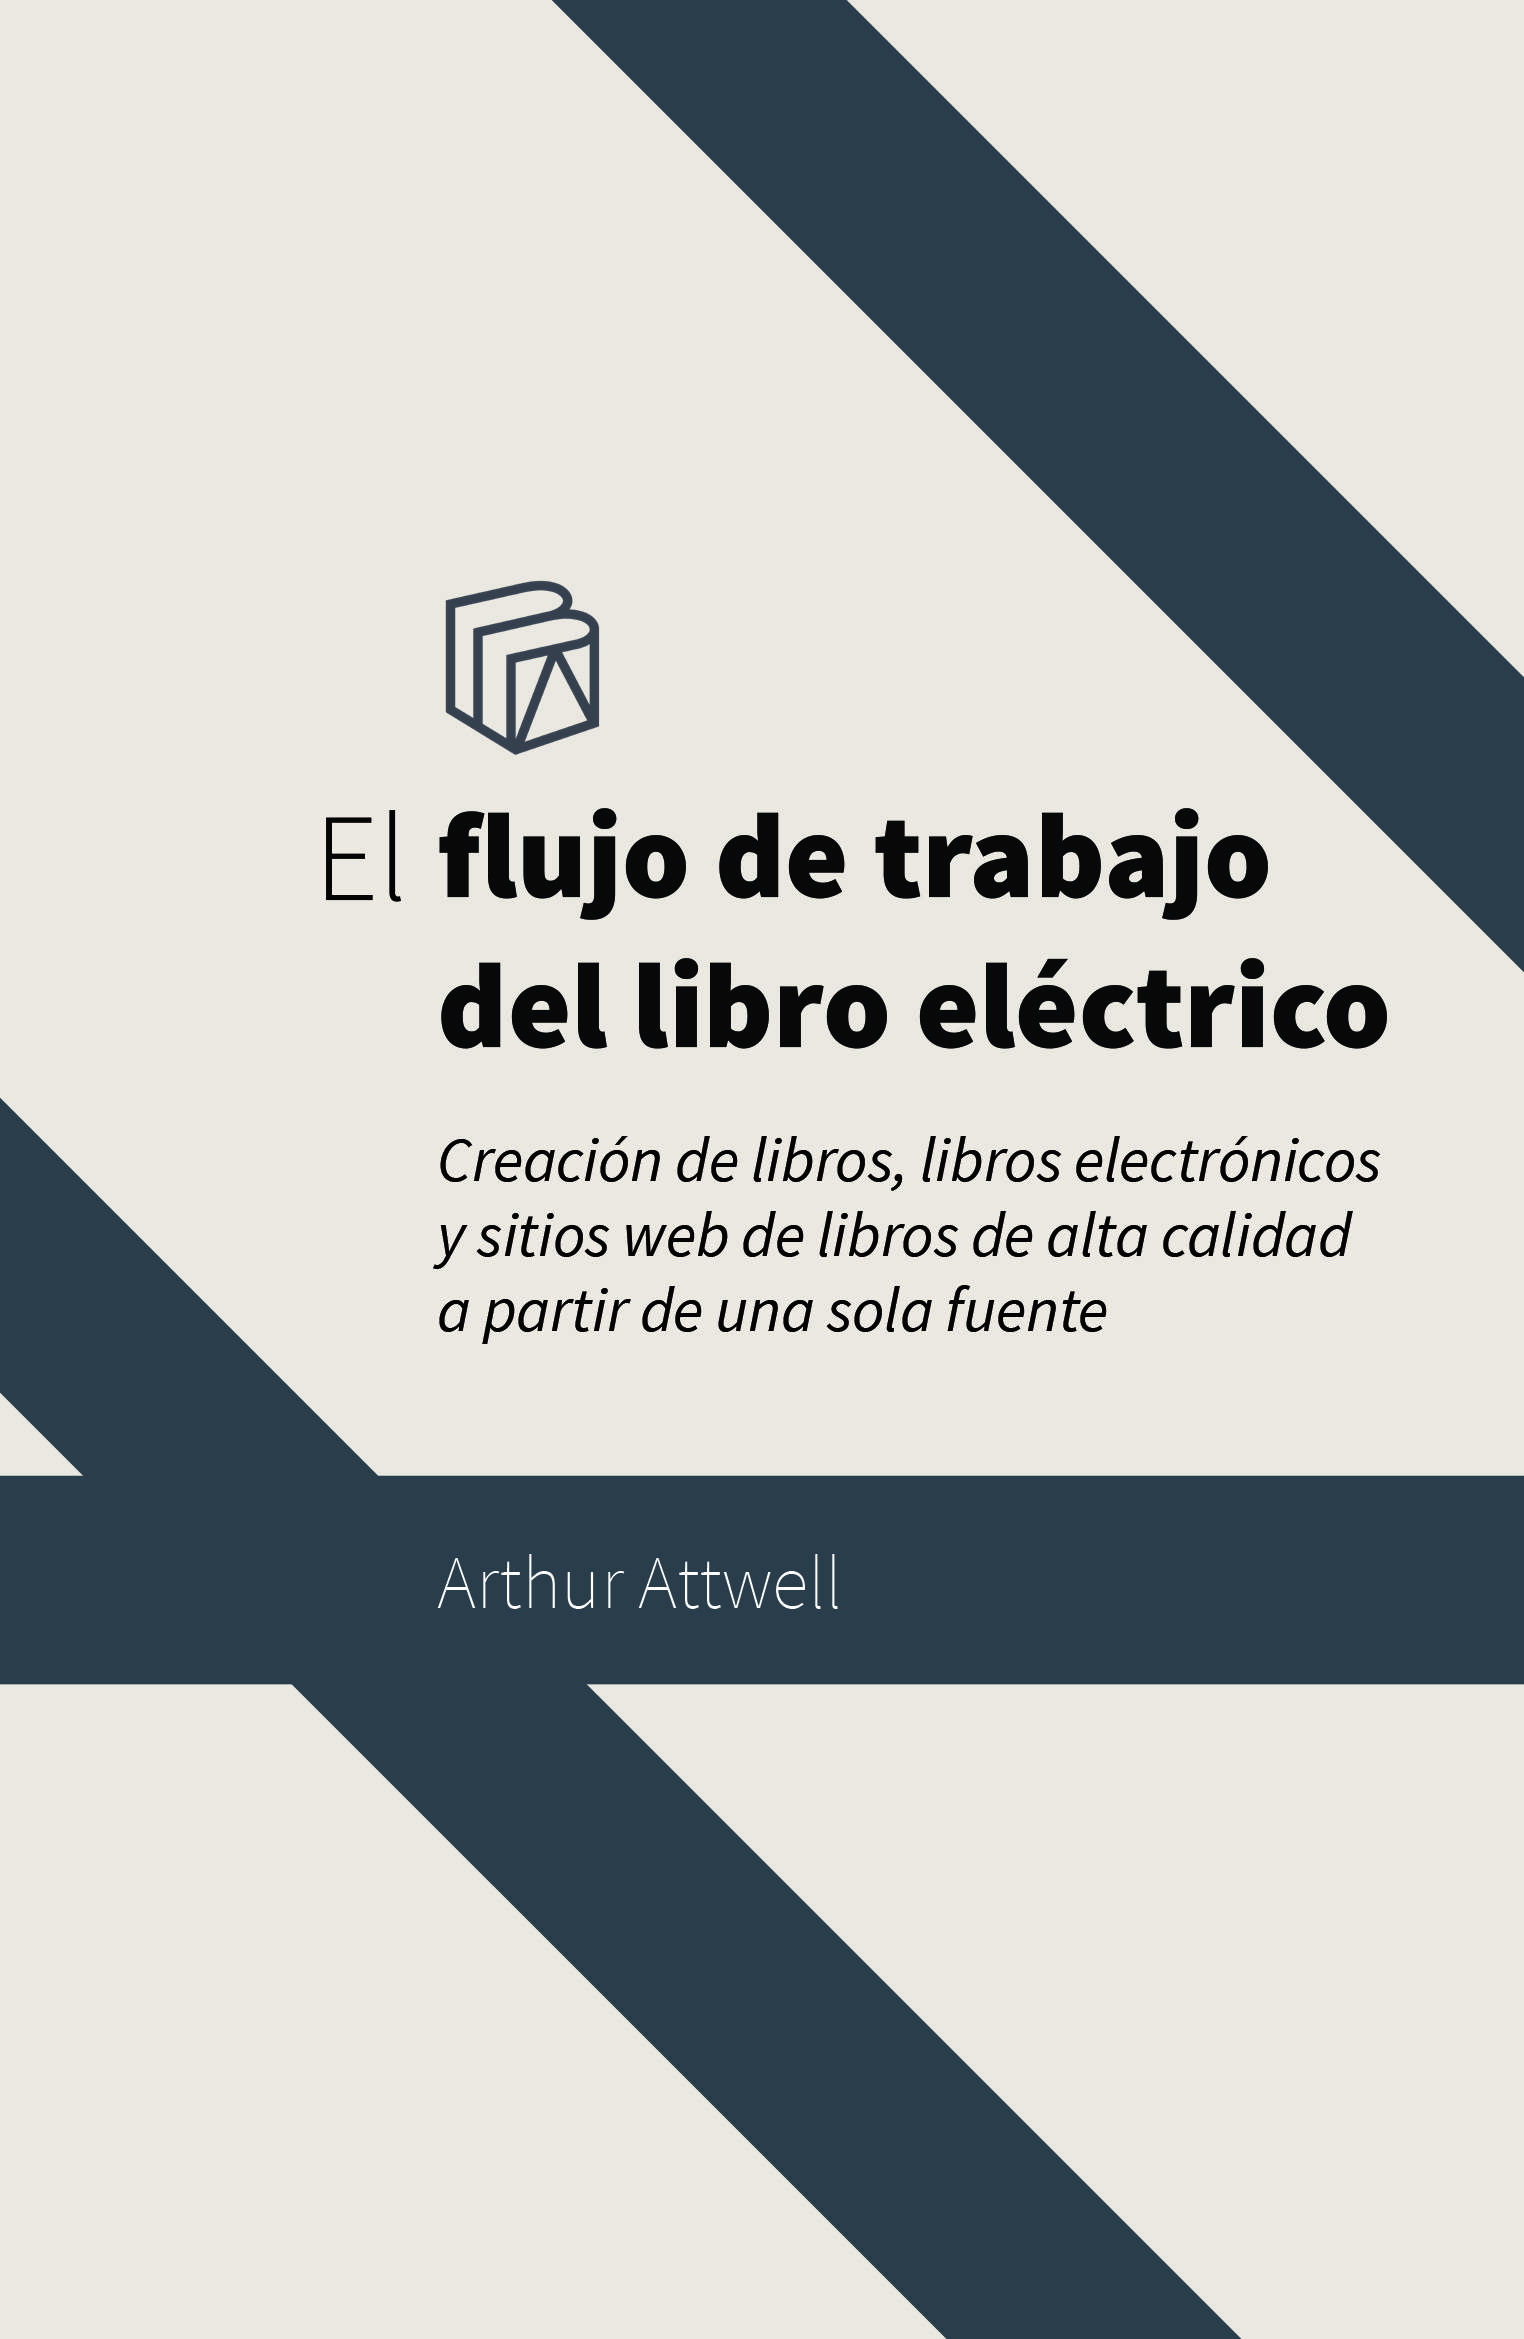 El flujo de trabajo
del libro eléctrico
Creación de libros, libros electrónicos
y sitios web de libros de alta calidad
a partir de una sola fuente
Arthur Attwell